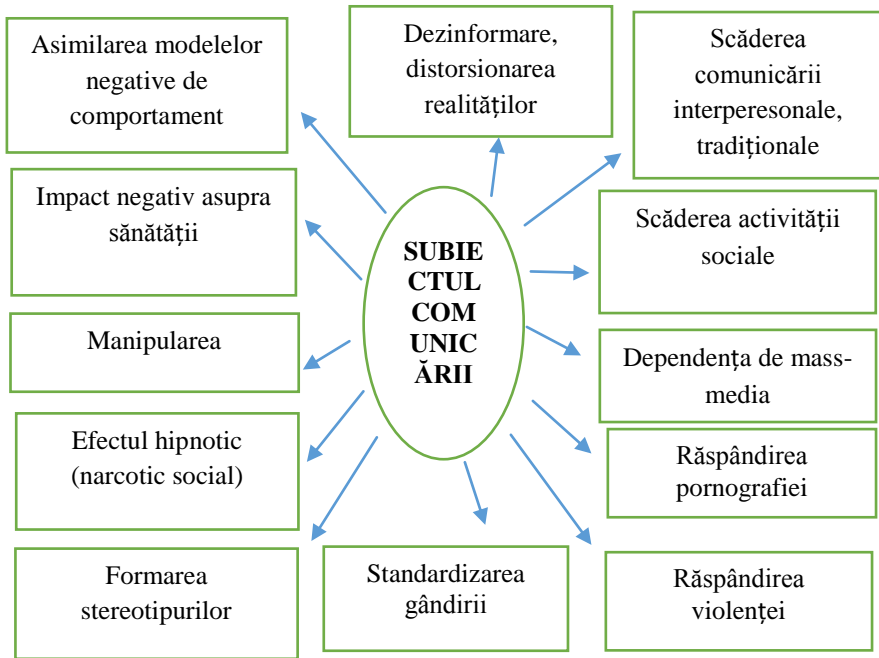 Asimilarea modelelor
negative de
comportament
Dezinformare,
distorsionarea
realităților
Scăderea
comunicării
interperesonale,
tradiționale
Impact negativ asupra
sănătății
SUBIE
CTUL
COM
UNIC
ĂRII
Scăderea activității
sociale
Manipularea
Dependența de mass-
media
Efectul hipnotic
(narcotic social)
Răspândirea
pornografiei
Formarea
stereotipurilor
Standardizarea
gândirii
Răspândirea
violenței